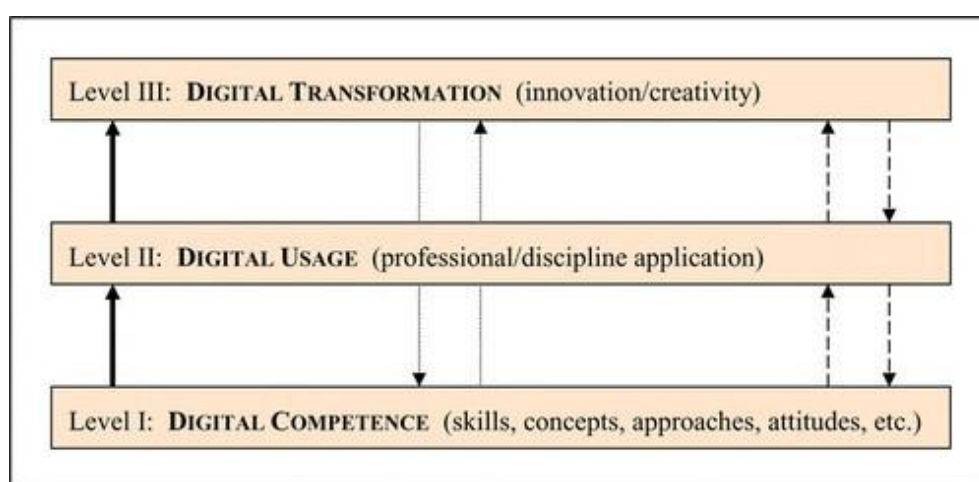 Level III: DIGITAL TRANSFORMATION (innovation/creativity)
Level II: DIGITAL USAGE (professional/discipline application)
Level I: DIGITAL COMPETENCE (skills, concepts, approaches, attitudes, etc.)